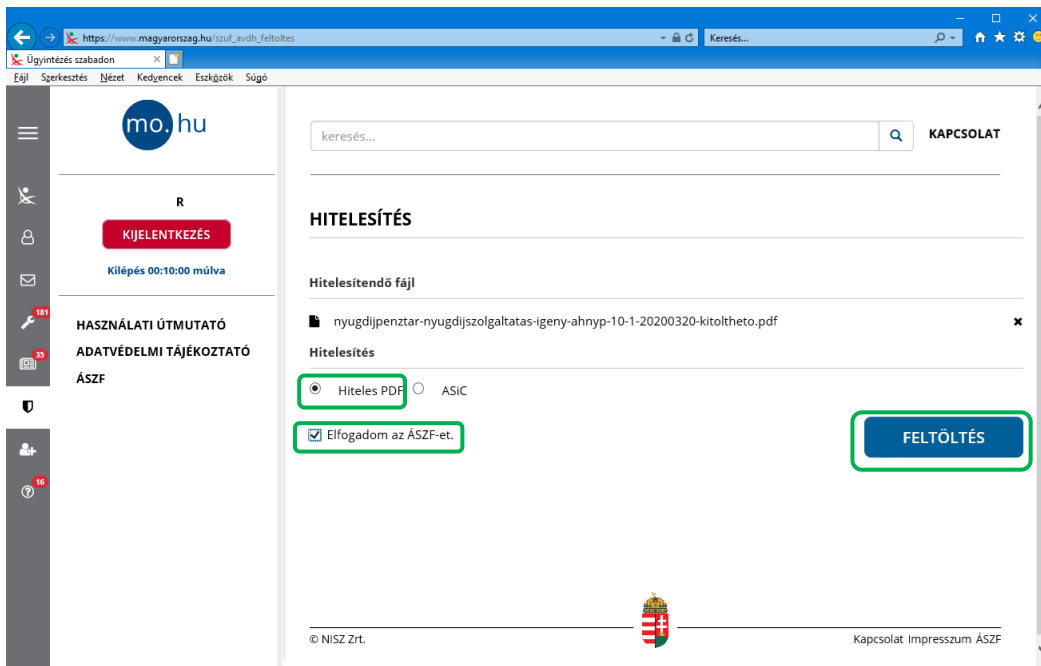 https://www.magyarorszag.hu/szuf_avdh_feltoltes
Keresés...
Ügyintézés szabadon
Fájl Szerkesztés Nézet Kedvencek Eszközök Súgó
mo.hu
keresés...
KAPCSOLAT
R
KIJELENTKEZÉS
Kilépés 00:10:00 múlva
181
35
16
HASZNÁLATI ÚTMUTATÓ
ADATVÉDELMI TÁJÉKOZTATÓ
ÁSZF
HITELESÍTÉS
Hitelesítendő fájl
nyugdijpenztar-nyugdijszolgaltatas-igeny-ahnyp-10-1-20200320-kitoltheto.pdf
Hitelesítés
Hiteles PDF ASiC
Elfogadom az ÁSZF-et.
FELTÖLTÉS
© NISZ Zrt.
Kapcsolat Impresszum ÁSZF